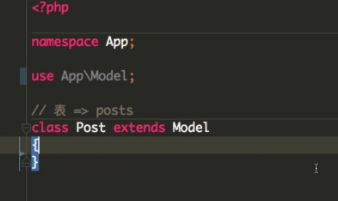 <?php
namespace App;
use App\Model;
// 表 => posts
class Post extends Model
{
}